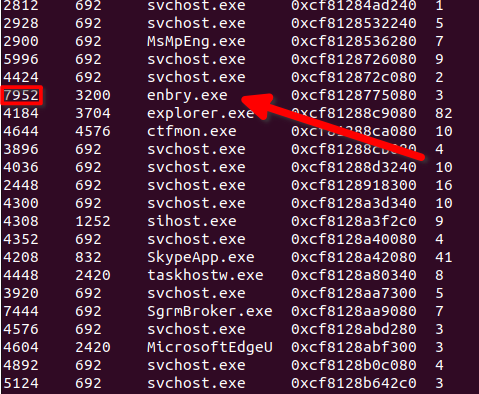 2812 692 svchost.exe 0xcf81284ad240 1
2928 692 svchost.exe 0xcf8128532240 5
2900 692 MsMpEng.exe 0xcf8128536280 7
5996 692 svchost.exe 0xcf8128726080 9
4424 692 svchost.exe 0xcf812872c080 2
7952 3200 enbry.exe 0xcf8128775080 3
4184 3704 explorer.exe 0xcf81288c9080 82
4644 4576 ctfmon.exe 0xcf81288ca080 10
3896 692 svchost.exe 4
4036 692 svchost.exe 0xcf81288d3240 10
2448 692 svchost.exe 0xcf8128918300 16
4300 692 svchost.exe 0xcf8128a3d340 10
4308 1252 sihost.exe 0xcf8128a3f2c0 9
4352 692 svchost.exe 0xcf8128a40080 4
4208 832 SkypeApp.exe 0xcf8128a42080 41
4448 2420 taskhostw.exe 0xcf8128a80340 8
3920 692 svchost.exe 0xcf8128aa7300 5
7444 692 SgrmBroker.exe 0xcf8128aa9080 7
4576 692 svchost.exe 0xcf8128abd280 3
4604 2420 MicrosoftEdgeU 0xcf8128abf300 3
4892 692 svchost.exe 0xcf8128b0c080 4
5124 692 svchost.exe 0xcf8128b642c0 3